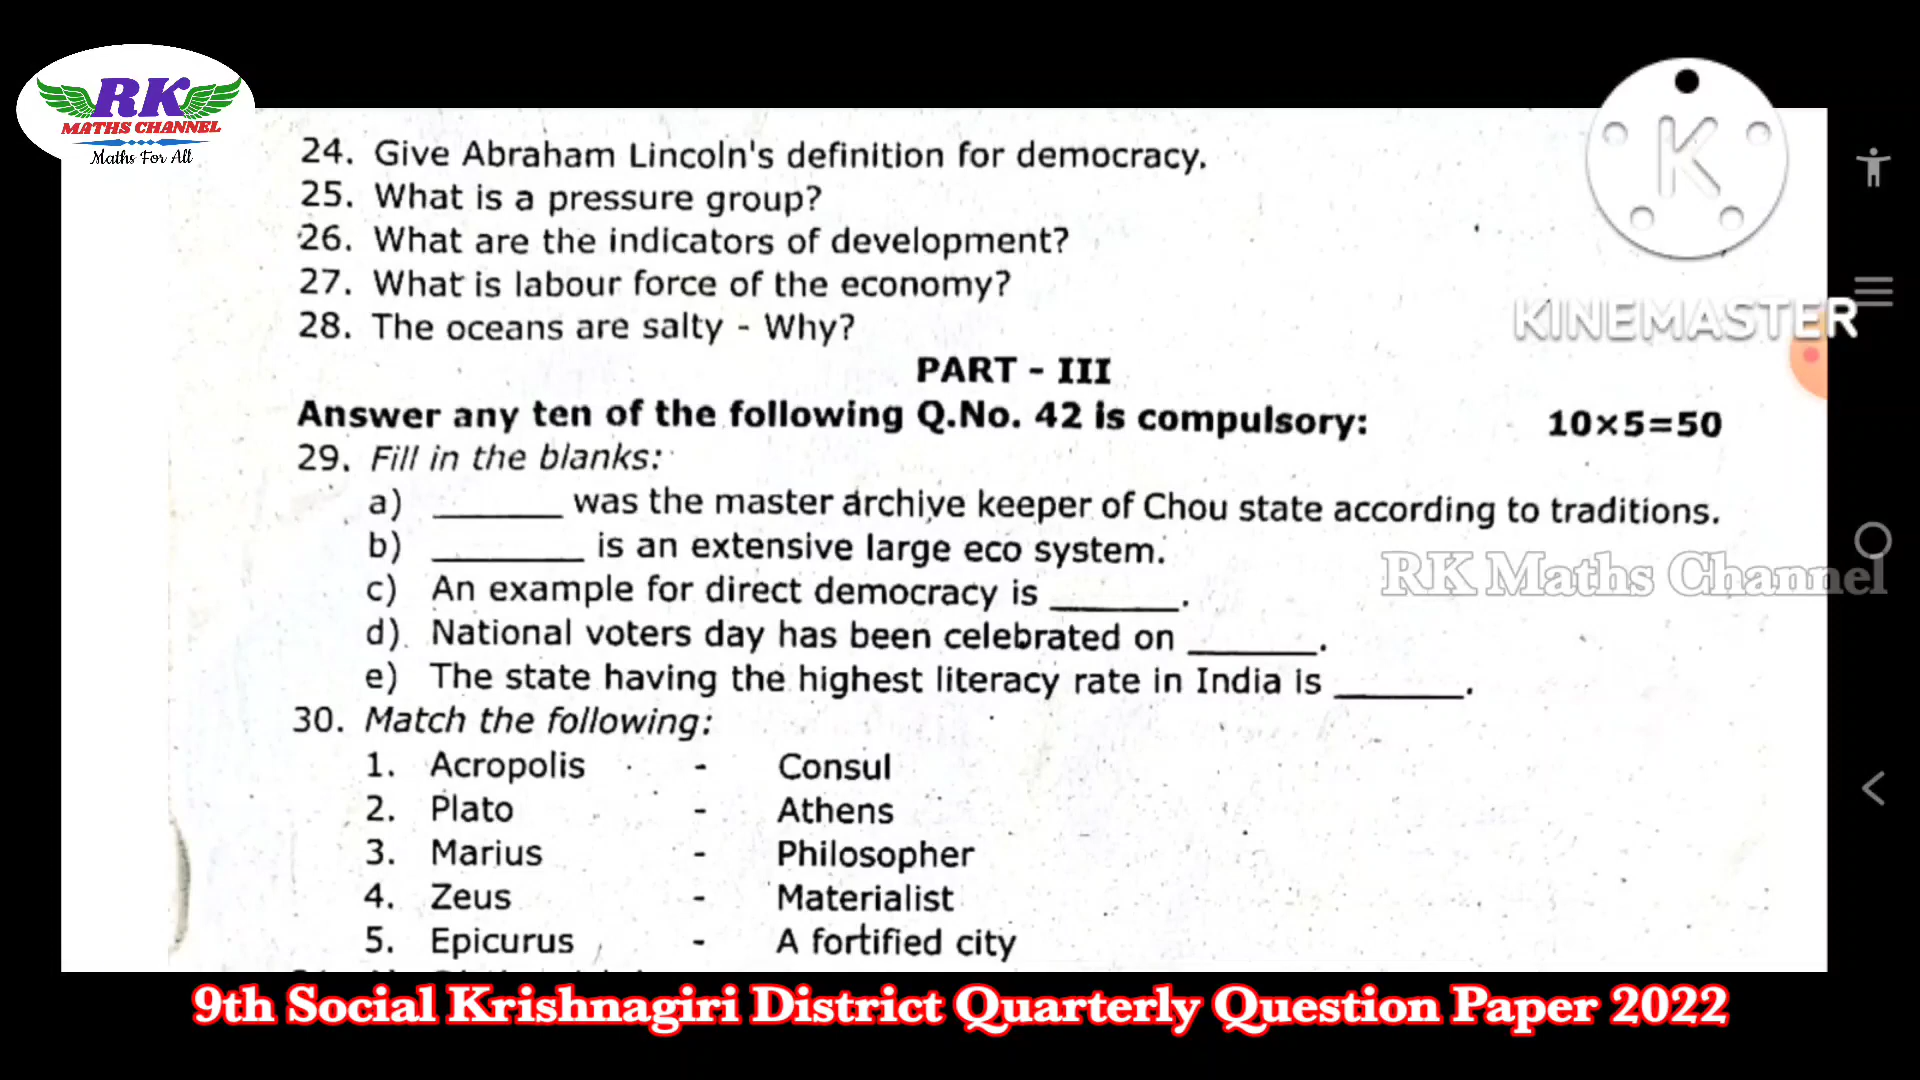 RK
MATHS CHANNEL
Maths For All
K
KINEMASTER
24. Give Abraham Lincoln's definition for democracy.
25. What is a pressure group?
26. What are the indicators of development?
27. What is labour force of the economy?
28. The oceans are salty - Why?
PART - III
Answer any ten of the following Q.No. 42 is compulsory: 10×5=50
29. Fill in the blanks:
a) _______ was the master archive keeper of Chou state according to traditions.
b) ________ is an extensive large eco system.
RK Maths Channel
c) An example for direct democracy is _______.
d) National voters day has been celebrated on _______.
e) The state having the highest literacy rate in India is _______.
30. Match the following:
1. Acropolis - Consul
2. Plato - Athens
3. Marius - Philosopher
4. Zeus - Materialist
5. Epicurus - A fortified city
9th Social Krishnagiri District Quarterly Question Paper 2022